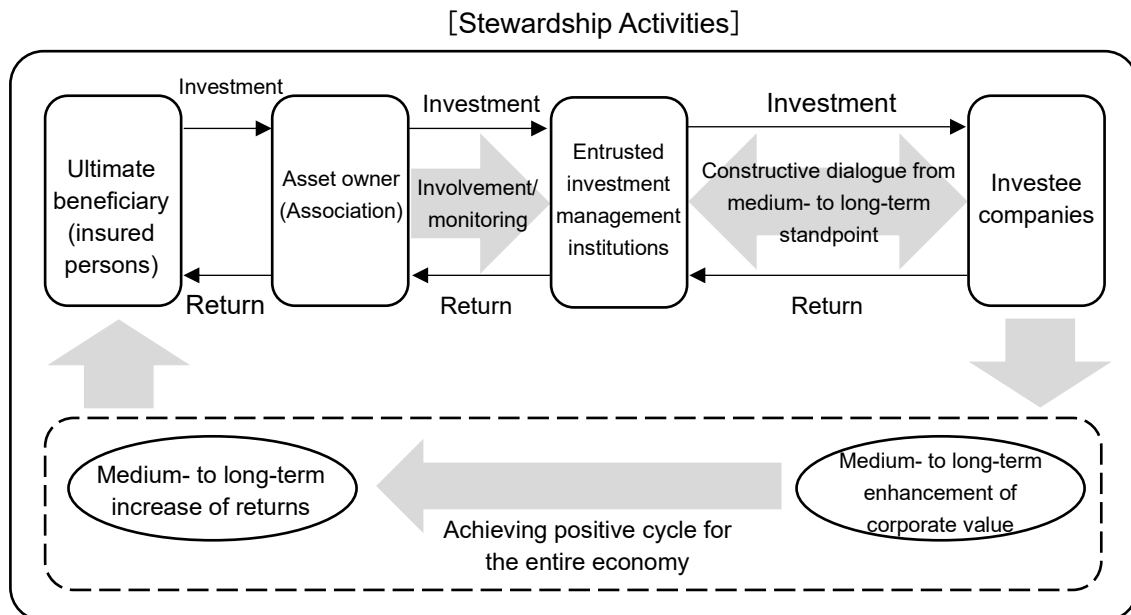 ［Stewardship Activities］
Investment
Investment
Investment
Ultimate
beneficiary
(insured
persons)
Asset owner
(Association)
Involvement/
monitoring
Entrusted
investment
management
institutions
Constructive dialogue from
medium- to long-term
standpoint
Investee
companies
Return
Return
Return
Medium- to long-term
increase of returns
Achieving positive cycle for
the entire economy
Medium- to long-term
enhancement of
corporate value